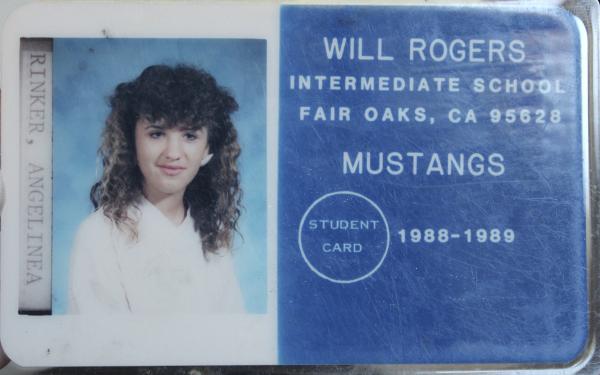 RINKER, ANGELINEA
WILL ROGERS
INTERMEDIATE SCHOOL
FAIR OAKS, CA 95628
MUSTANGS
STUDENT
CARD
1988-1989